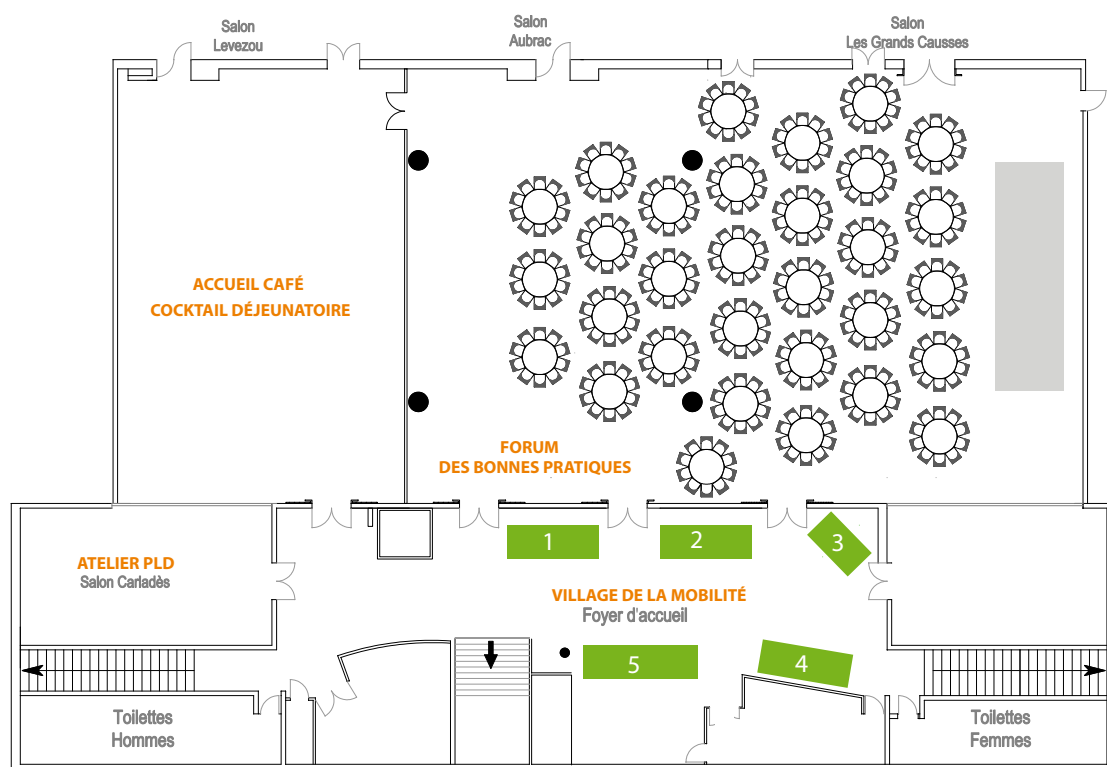 Salon
Levezou
Salon
Aubrac
Salon
Les Grands Causses
ACCUEIL CAFÉ
COCKTAIL DÉJEUNATOIRE
FORUM
DES BONNES PRATIQUES
1
2
3
ATELIER PLD
Salon Carladès
VILLAGE DE LA MOBILITÉ
Foyer d'accueil
5
4
Toilettes
Hommes
Toilettes
Femmes